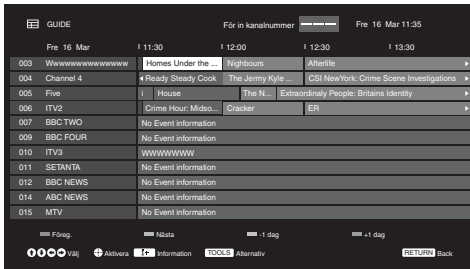 GUIDE För in kanalnummer Fre 16 Mar 11:35
Fre 16 Mar 11:30 12:00 12:30 13:30
003 Wwwwwwwwwwwwww Homes Under the ... Nighbours Afterlife
004 Channel 4 Ready Steady Cook The Jermy Kyle ... CSI NewYork: Crime Scene Investigations
005 Five i House The N... Extraordinaly People: Britains Identity
006 ITV2 Crime Hour: Midso... Cracker ER
007 BBC TWO No Event information
009 BBC FOUR No Event information
010 ITV3 WWWWWWW
011 SETANTA No Event information
012 BBC NEWS No Event information
014 ABC NEWS No Event information
015 MTV No Event information
Föreg. Nästa -1 dag +1 dag
Välj Aktivera i+ Information TOOLS Alternativ RETURN Back